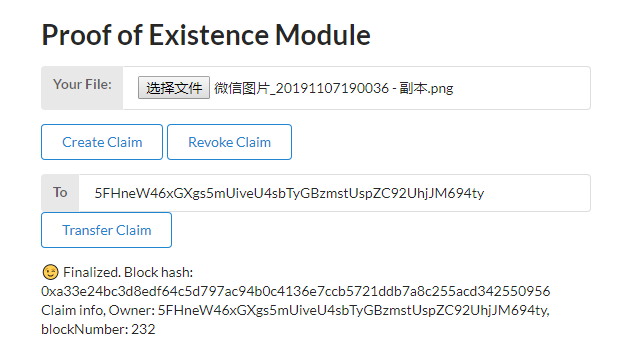 Proof of Existence Module
Your File:
选择文件 微信图片_20191107190036 - 副本.png
Create Claim
Revoke Claim
To
5FHneW46xGXgs5mUiveU4sbTyGBzmstUspZC92UhjJM694ty
Transfer Claim
😉 Finalized. Block hash:
0xa33e24bc3d8edf64c5d797ac94b0c4136e7ccb5721ddb7a8c255acd342550956
Claim info, Owner: 5FHneW46xGXgs5mUiveU4sbTyGBzmstUspZC92UhjJM694ty,
blockNumber: 232